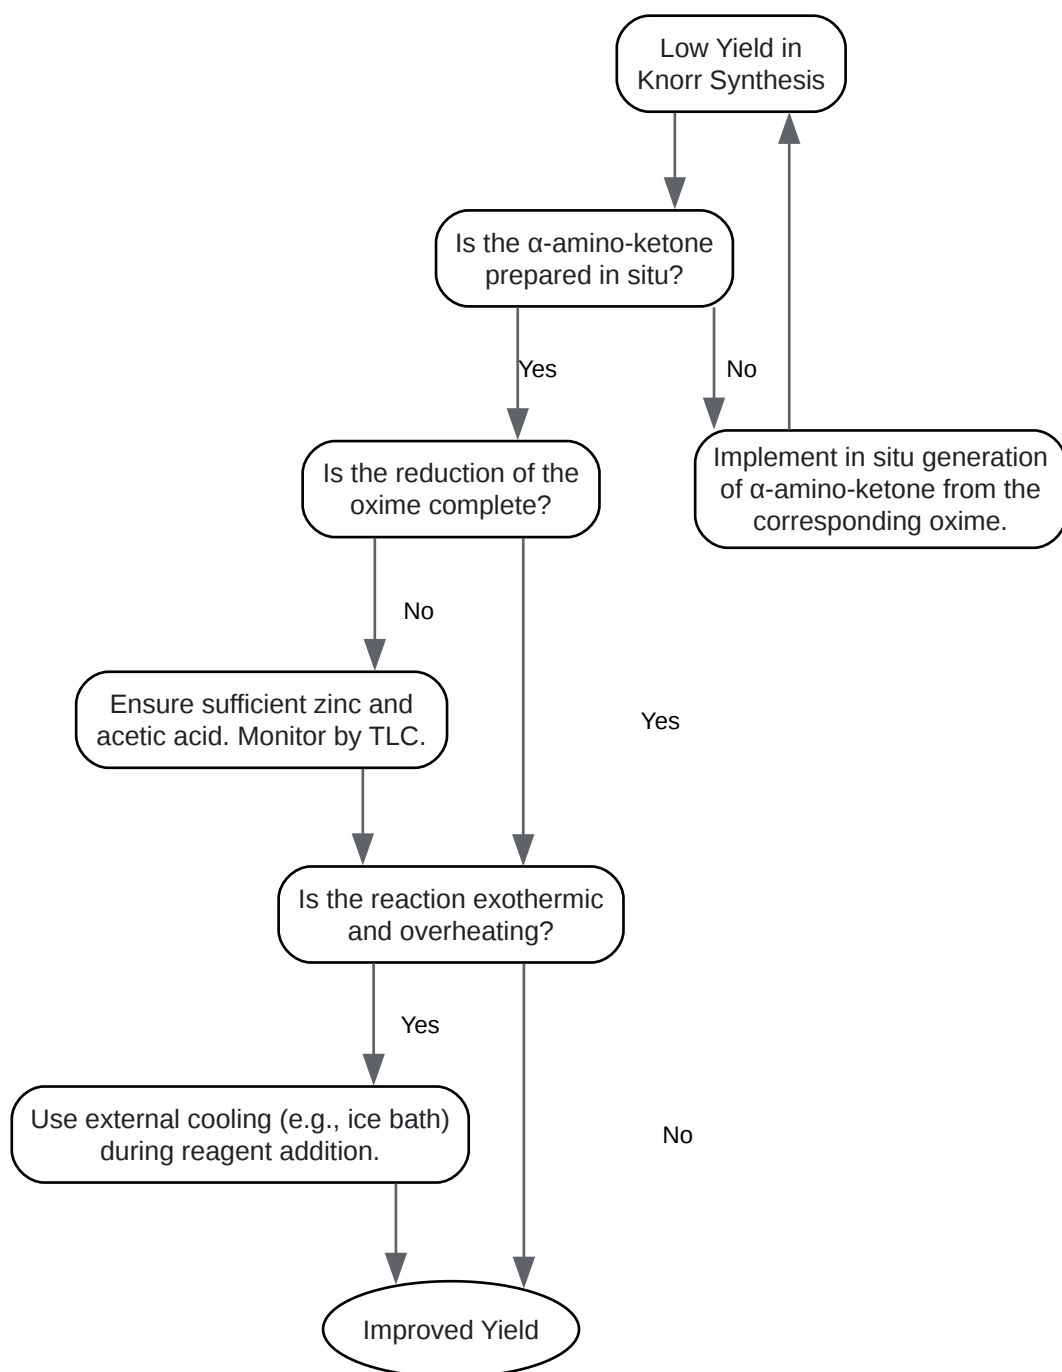 Low Yield in
Knorr Synthesis
Is the α-amino-ketone
prepared in situ?
Yes
No
Is the reduction of the
oxime complete?
Implement in situ generation
of α-amino-ketone from the
corresponding oxime.
No
Ensure sufficient zinc and
acetic acid. Monitor by TLC.
Yes
Is the reaction exothermic
and overheating?
Yes
Use external cooling (e.g., ice bath)
during reagent addition.
No
Improved Yield